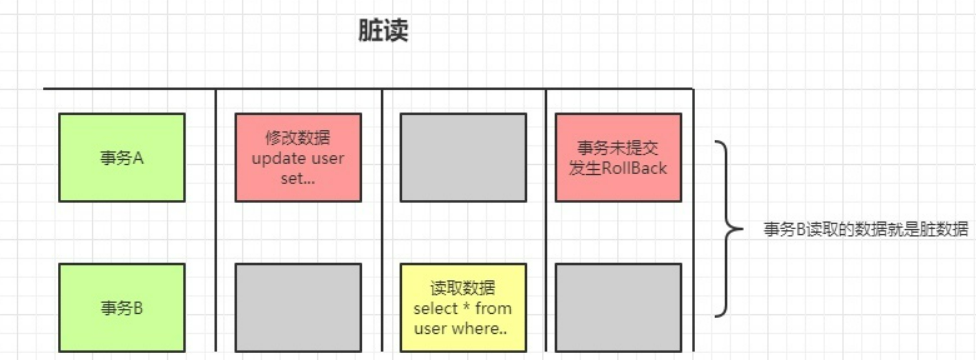 脏读
事务A
修改数据
update user
set...
事务未提交
发生RollBack
事务B读取的数据就是脏数据
事务B
读取数据
select * from
user where..